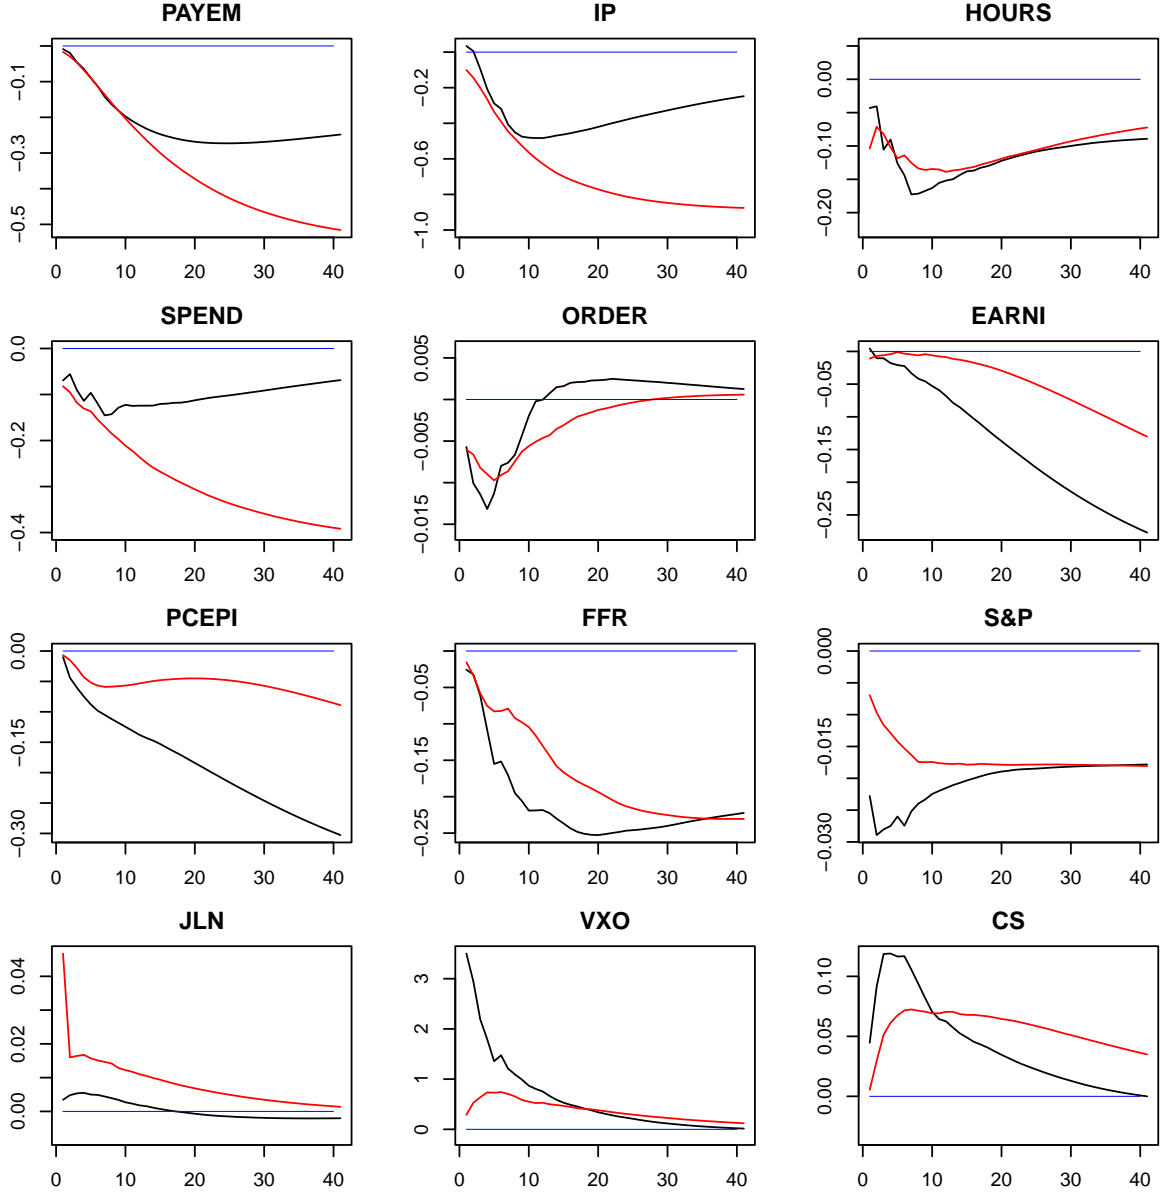 PAYEM IP HOURS
−0.1 −0.3 −0.5
0 10 20 30 40
−0.2 −0.6 −1.0
0 10 20 30 40
0.00 −0.10 −0.20
0 10 20 30 40
SPEND ORDER EARNI
0.0 −0.2 −0.4
0 10 20 30 40
0.005 −0.005 −0.015
0 10 20 30 40
−0.05 −0.15 −0.25
0 10 20 30 40
PCEPI FFR S&P
0.00 −0.15 −0.30
0 10 20 30 40
−0.05 −0.15 −0.25
0 10 20 30 40
0.000 −0.015 −0.030
0 10 20 30 40
JLN VXO CS
0.04 0.02 0.00
0 10 20 30 40
3 2 1 0
0 10 20 30 40
0.10 0.05 0.00
0 10 20 30 40